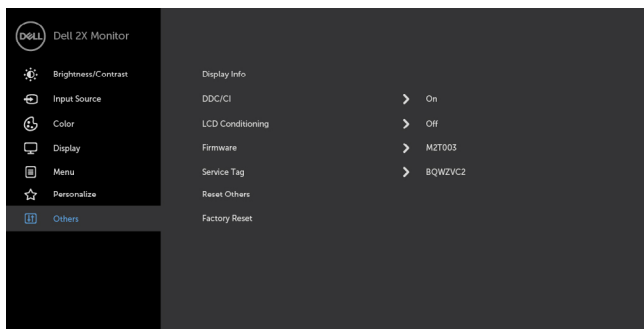 DELL Dell 2X Monitor
Brightness/Contrast
Input Source
Color
Display
Menu
Personalize
Others
Display Info
DDC/CI On
LCD Conditioning Off
Firmware M2T003
Service Tag BQWZVC2
Reset Others
Factory Reset